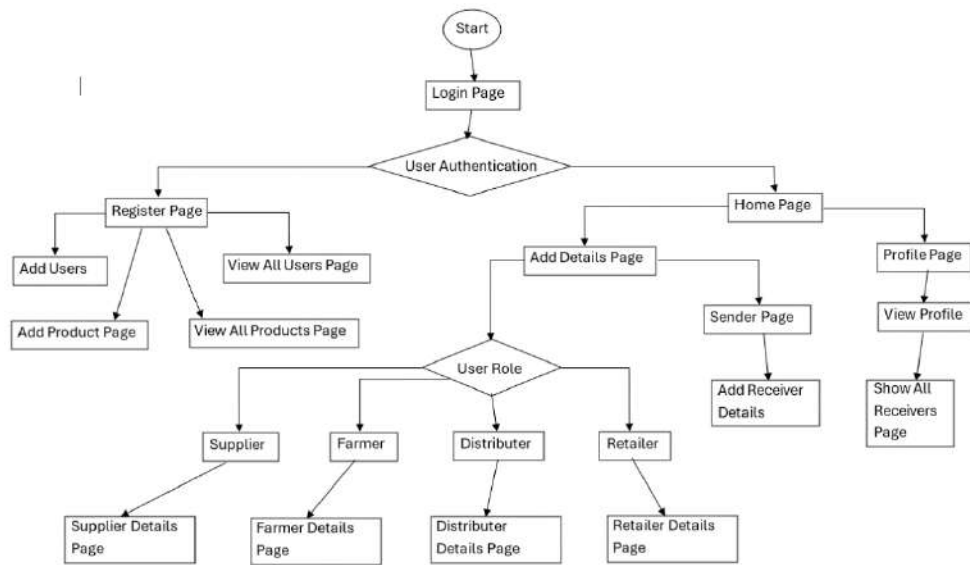 Start
Login Page
User Authentication
Register Page
Home Page
Add Users
View All Users Page
Add Details Page
Profile Page
Add Product Page
View All Products Page
Sender Page
View Profile
User Role
Add Receiver
Details
Show All
Receivers
Page
Supplier
Farmer
Distributer
Retailer
Supplier Details
Page
Farmer Details
Page
Distributer
Details Page
Retailer Details
Page